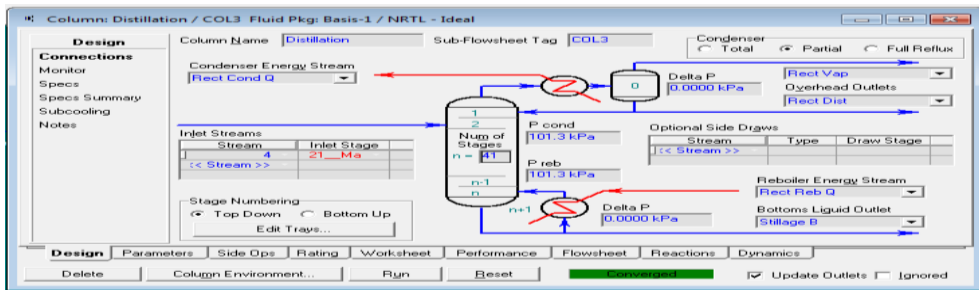 Column: Distillation / COL3 Fluid Pkg: Basis-1 / NRTL - Ideal
Design
Connections
Monitor
Specs
Specs Summary
Subcooling
Notes
Column Name Distillation Sub-Flowsheet Tag COL3
Condenser
Total Partial Full Reflux
Condenser Energy Stream
Rect Cond Q
0
Delta P
0.0000 kPa
Rect Vap
Overhead Outlets
Rect Dist
Inlet Streams
Stream Inlet Stage
4 21__Ma
<< Stream >>
1
2
Num of
Stages
n = 41
n-1
n
n+1
P cond
101.3 kPa
P reb
101.3 kPa
Optional Side Draws
Stream Type Draw Stage
<< Stream >>
Stage Numbering
Top Down Bottom Up
Edit Trays...
Delta P
0.0000 kPa
Reboiler Energy Stream
Rect Reb Q
Bottoms Liquid Outlet
Stillage B
Design Parameters Side Ops Rating Worksheet Performance Flowsheet Reactions Dynamics
Delete Column Environment... Run Reset Converged Update Outlets Ignored